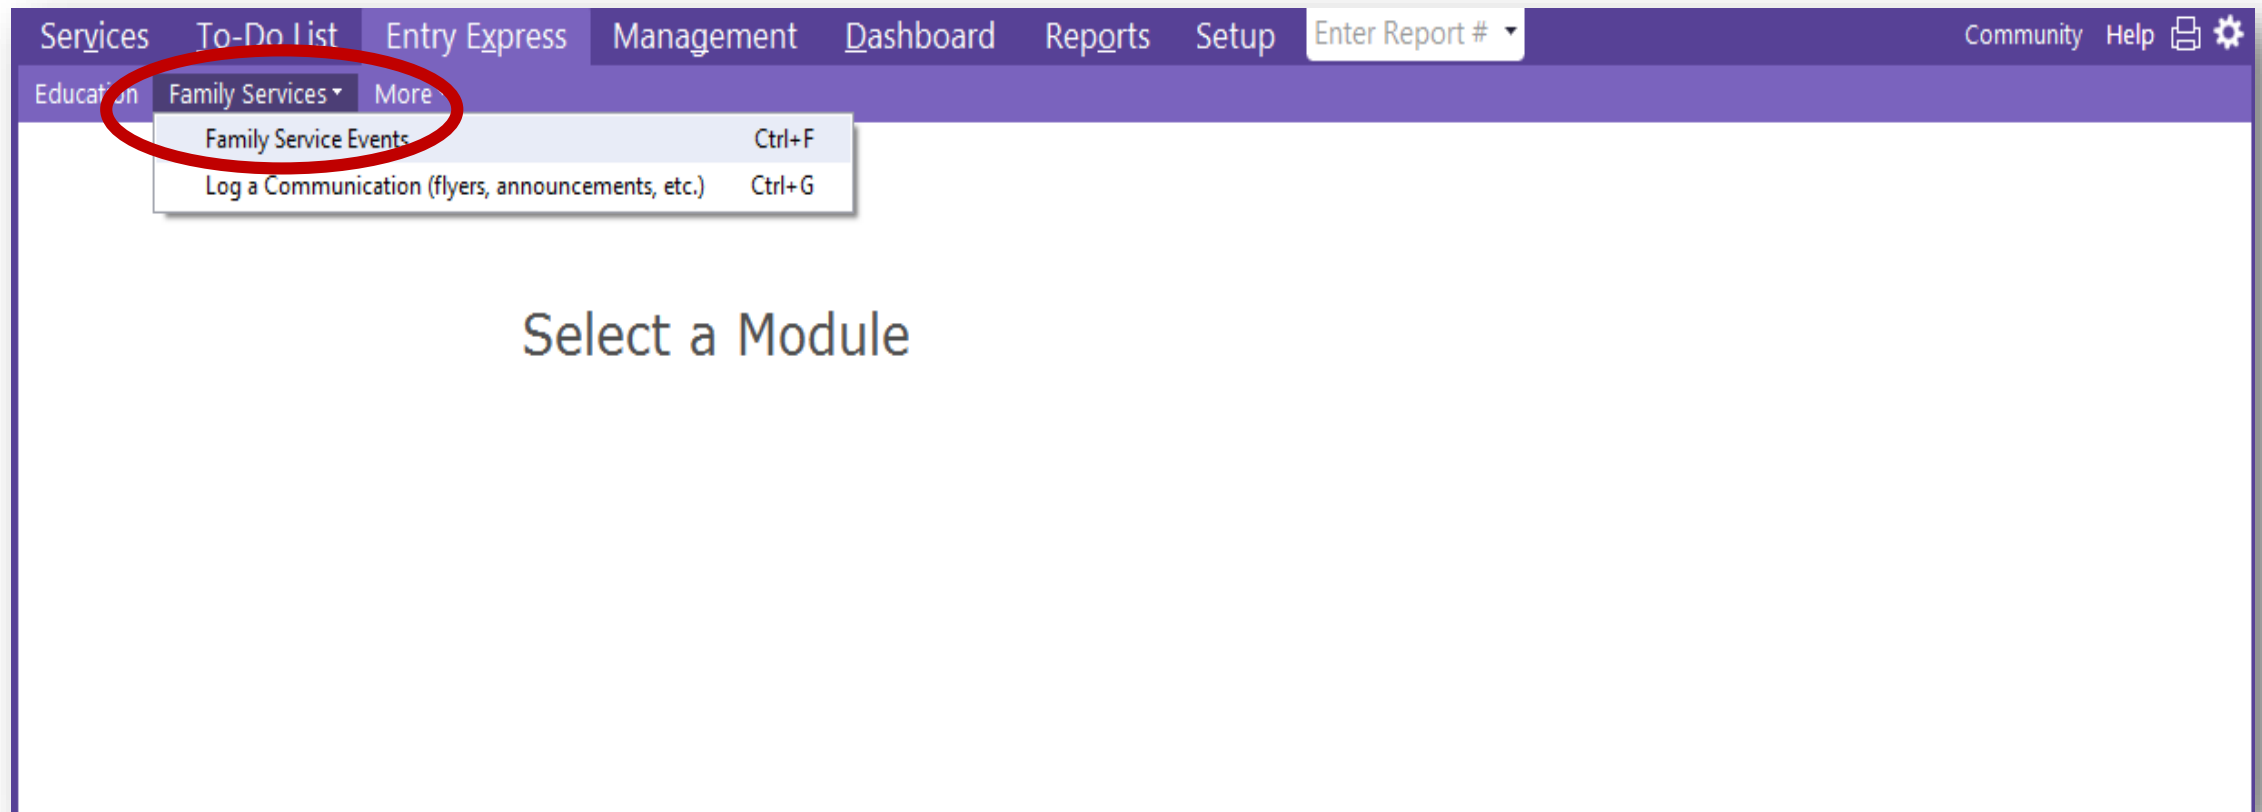 Services To-Do List Entry Express Management Dashboard Reports Setup Enter Report # Community Help
Education Family Services More
Family Service Events Ctrl+F
Log a Communication (flyers, announcements, etc.) Ctrl+G
Select a Module